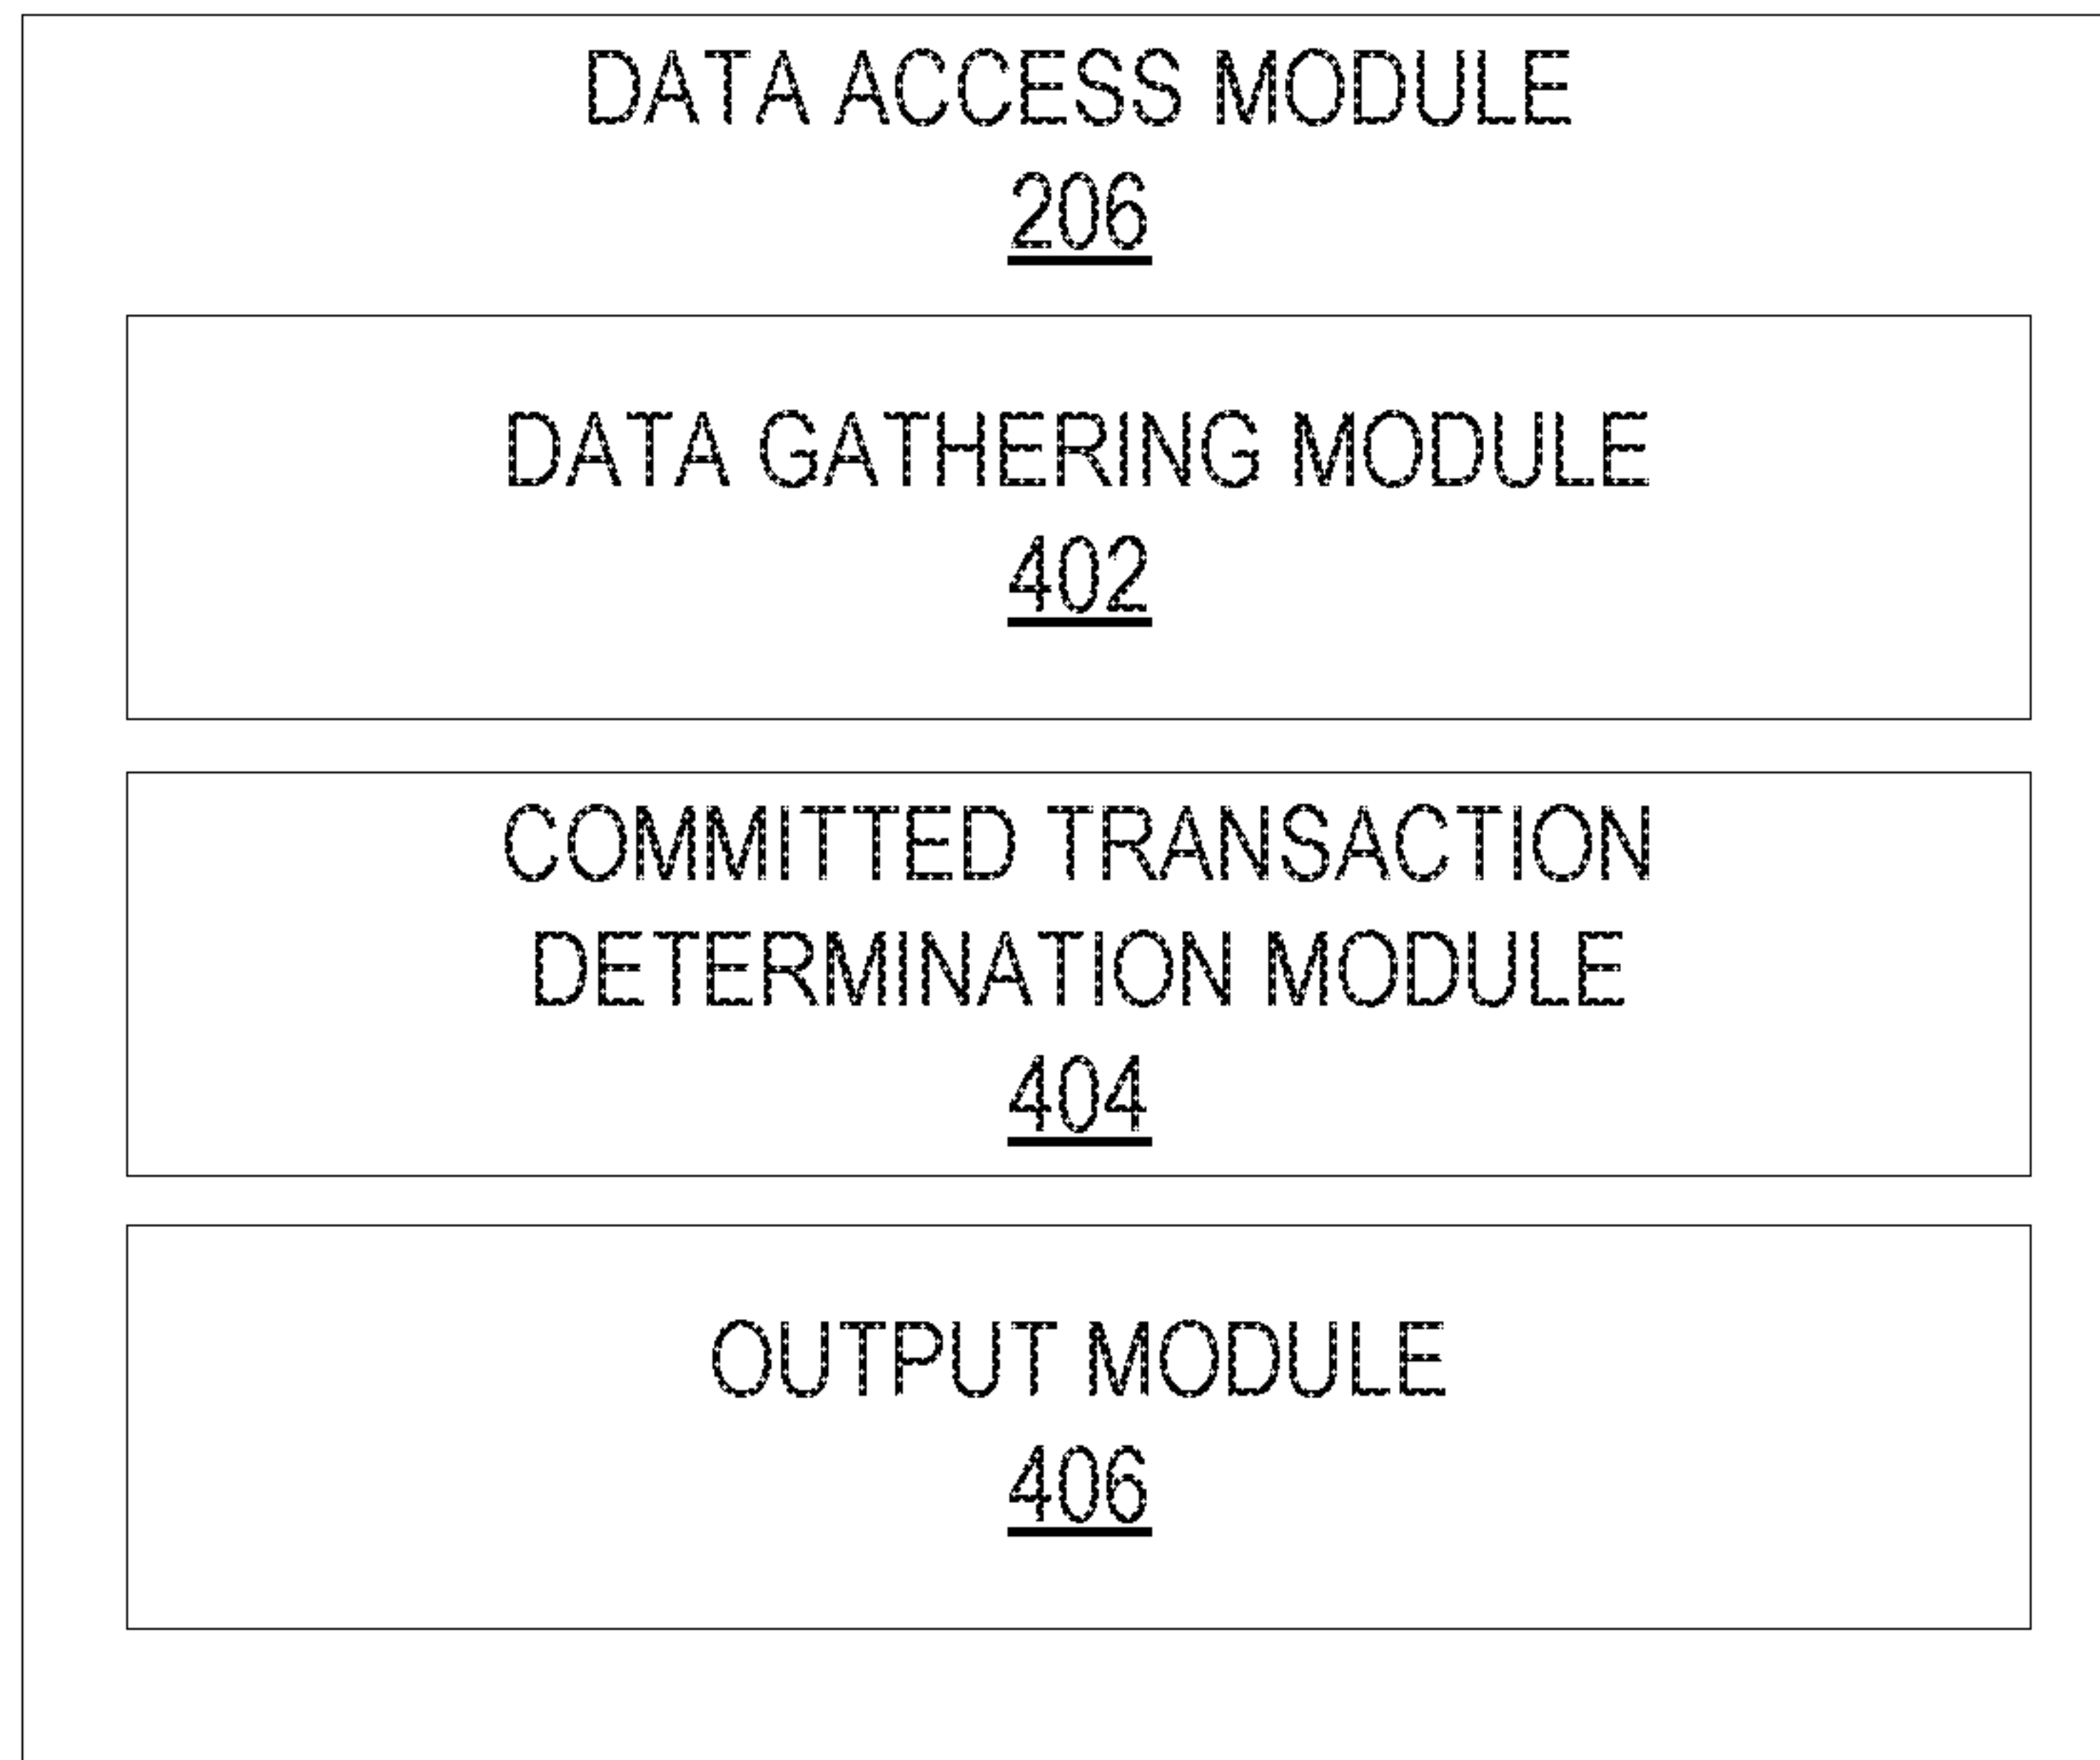 DATA ACCESS MODULE
206
DATA GATHERING MODULE
402
COMMITTED TRANSACTION
DETERMINATION MODULE
404
OUTPUT MODULE
406